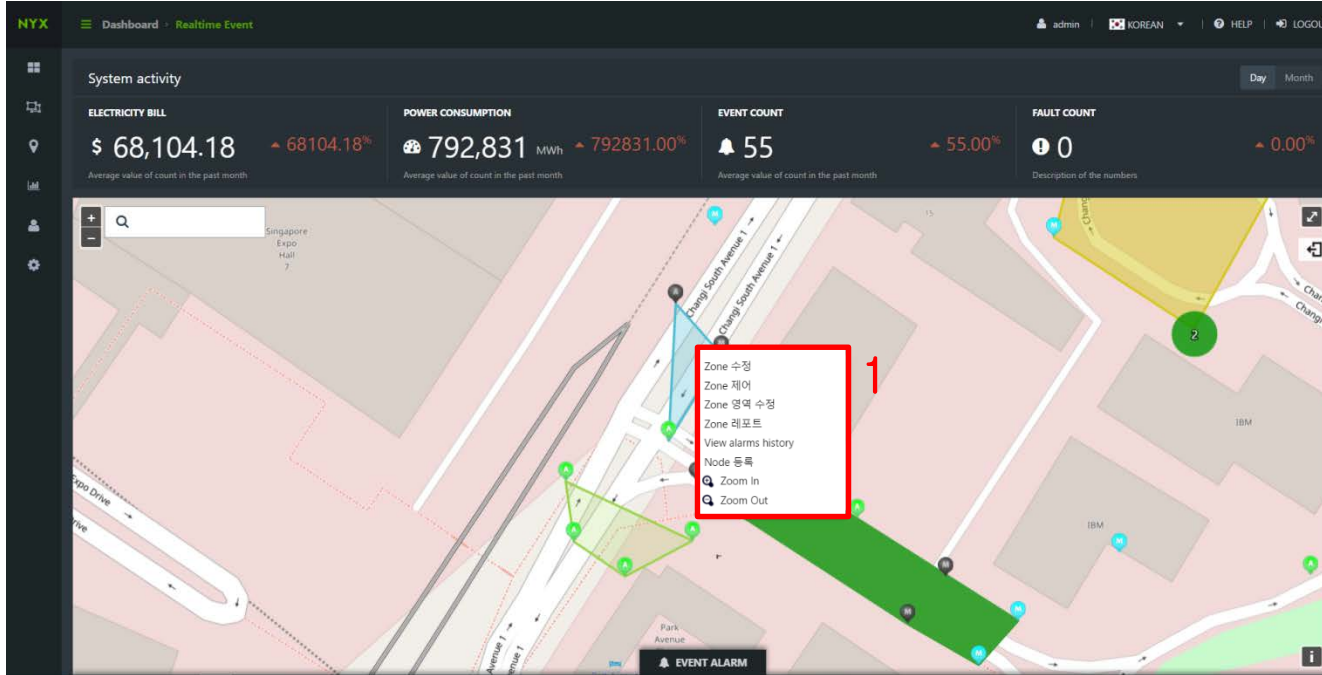 NYX
Dashboard
Realtime Event
admin
KOREAN
HELP
LOGOU
System activity
Day
Month
ELECTRICITY BILL
$ 68,104.18
68104.18%
Average value of count in the past month
POWER CONSUMPTION
792,831 MWh
792831.00%
Average value of count in the past month
EVENT COUNT
55
55.00%
Average value of count in the past month
FAULT COUNT
0
0.00%
Description of the numbers
+
−
Singapore
Expo
Hall
7
15
M
M
Changi South Avenue 1
Changi South Avenue 1
A
M
2
Zone 수정
Zone 제어
Zone 영역 수정
Zone 레포트
View alarms history
Node 등록
Zoom In
Zoom Out
1
IBM
A
A
A
A
A
A
A
M
M
M
M
M
A
IBM
Expo Drive
Park
Avenue
EVENT ALARM
i